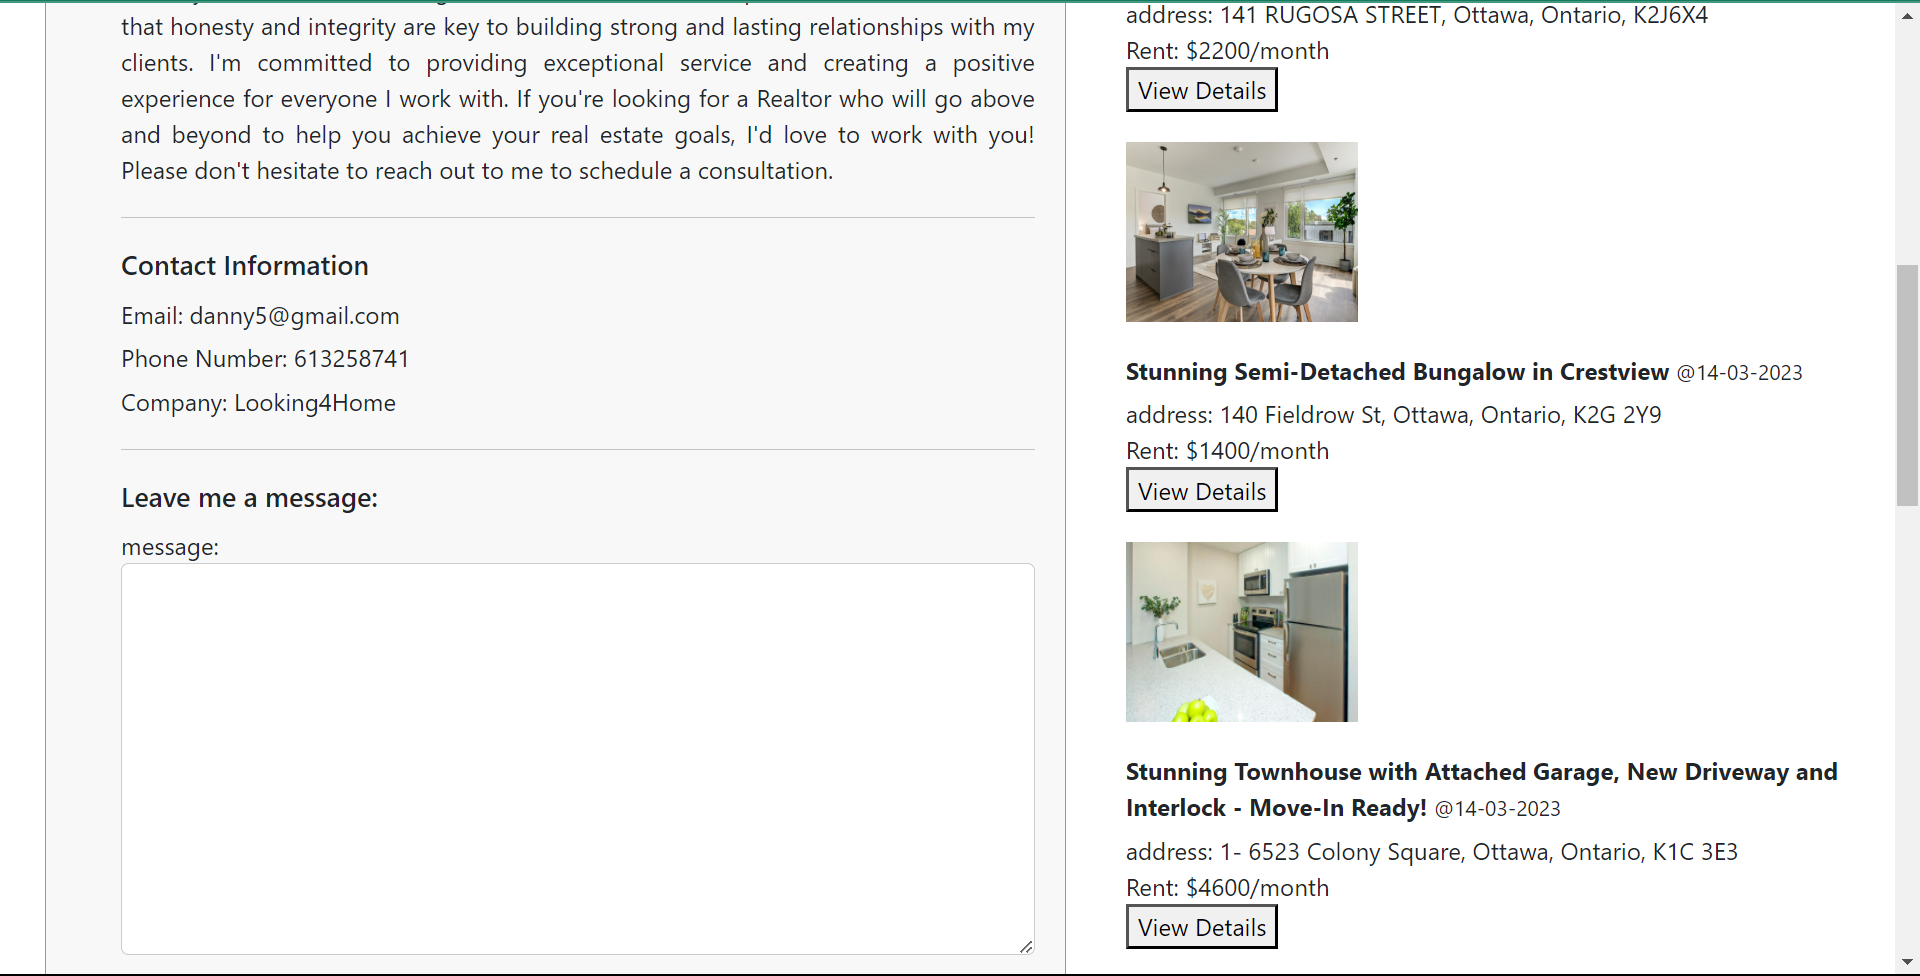 that honesty and integrity are key to building strong and lasting relationships with my
clients. I'm committed to providing exceptional service and creating a positive
experience for everyone I work with. If you're looking for a Realtor who will go above
and beyond to help you achieve your real estate goals, I'd love to work with you!
Please don't hesitate to reach out to me to schedule a consultation.
Contact Information
Email: danny5@gmail.com
Phone Number: 613258741
Company: Looking4Home
Leave me a message:
message:
address: 141 RUGOSA STREET, Ottawa, Ontario, K2J6X4
Rent: $2200/month
View Details
Stunning Semi-Detached Bungalow in Crestview @14-03-2023
address: 140 Fieldrow St, Ottawa, Ontario, K2G 2Y9
Rent: $1400/month
View Details
Stunning Townhouse with Attached Garage, New Driveway and
Interlock - Move-In Ready! @14-03-2023
address: 1- 6523 Colony Square, Ottawa, Ontario, K1C 3E3
Rent: $4600/month
View Details